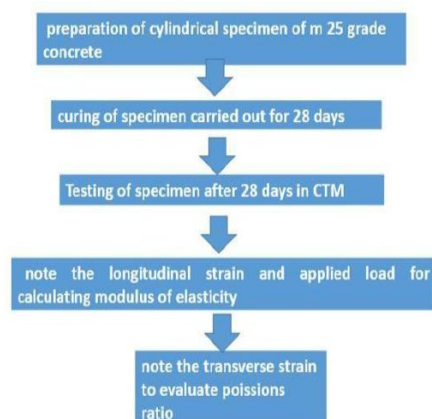 preparation of cylindrical specimen of m 25 grade
concrete
curing of specimen carried out for 28 days
Testing of specimen after 28 days in CTM
note the longitudinal strain and applied load for
calculating modulus of elasticity
note the transverse strain
to evaluate poissions
ratio